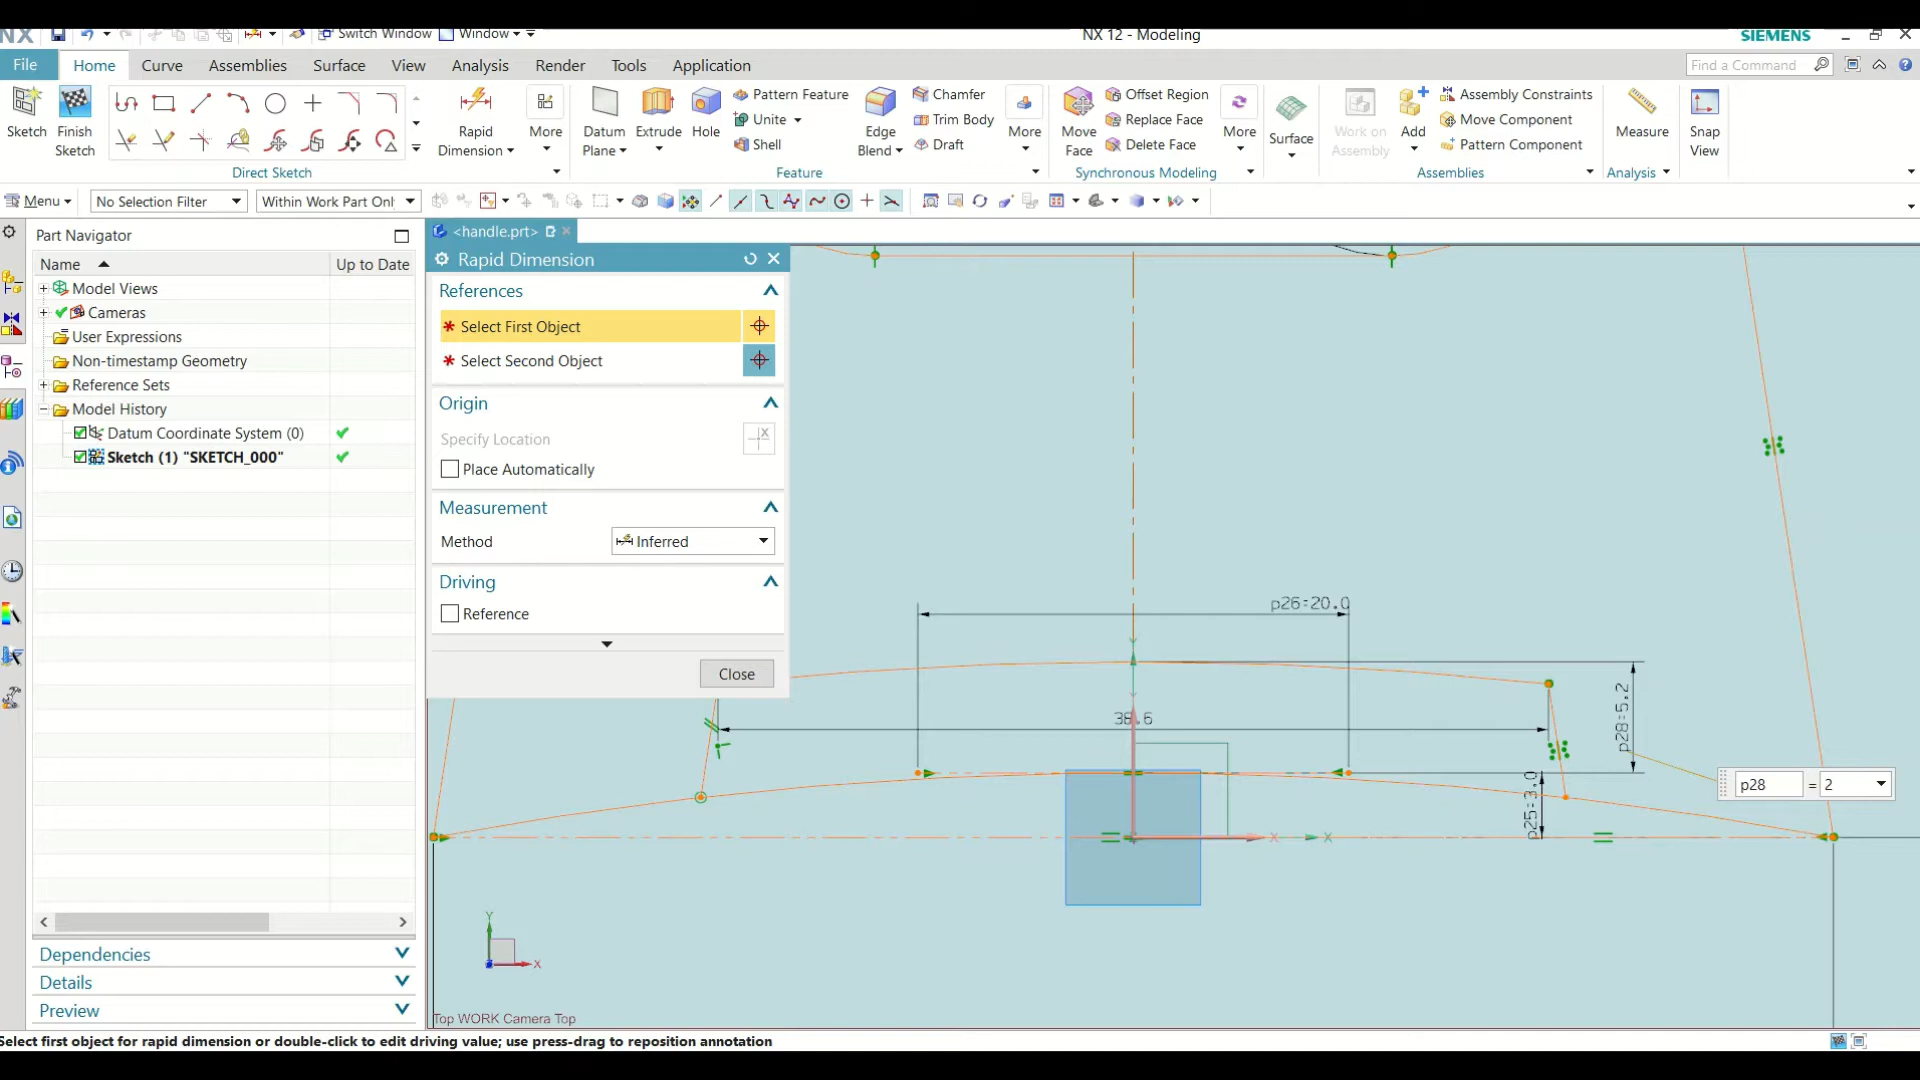 NX
Switch Window
Window
NX 12 - Modeling
SIEMENS
File
Home
Curve
Assemblies
Surface
View
Analysis
Render
Tools
Application
Find a Command
Sketch
Finish Sketch
Direct Sketch
Rapid Dimension
More
Datum Plane
Extrude
Hole
Pattern Feature
Unite
Shell
Edge Blend
Chamfer
Trim Body
Draft
More
Feature
Move Face
Offset Region
Replace Face
Delete Face
More
Synchronous Modeling
Surface
Work on Assembly
Add
Assembly Constraints
Move Component
Pattern Component
Assemblies
Measure
Analysis
Snap View
Menu
No Selection Filter
Within Work Part Onl
Part Navigator
Name
Up to Date
Model Views
Cameras
User Expressions
Non-timestamp Geometry
Reference Sets
Model History
Datum Coordinate System (0)
Sketch (1) "SKETCH_000"
Dependencies
Details
Preview
<handle.prt>
Rapid Dimension
References
* Select First Object
* Select Second Object
Origin
Specify Location
Place Automatically
Measurement
Method
Inferred
Driving
Reference
Close
p26=20.0
38.6
p28=5.2
p25=3.0
p28 = 2
Y
X
X
Y
X
Top WORK Camera Top
Select first object for rapid dimension or double-click to edit driving value; use press-drag to reposition annotation